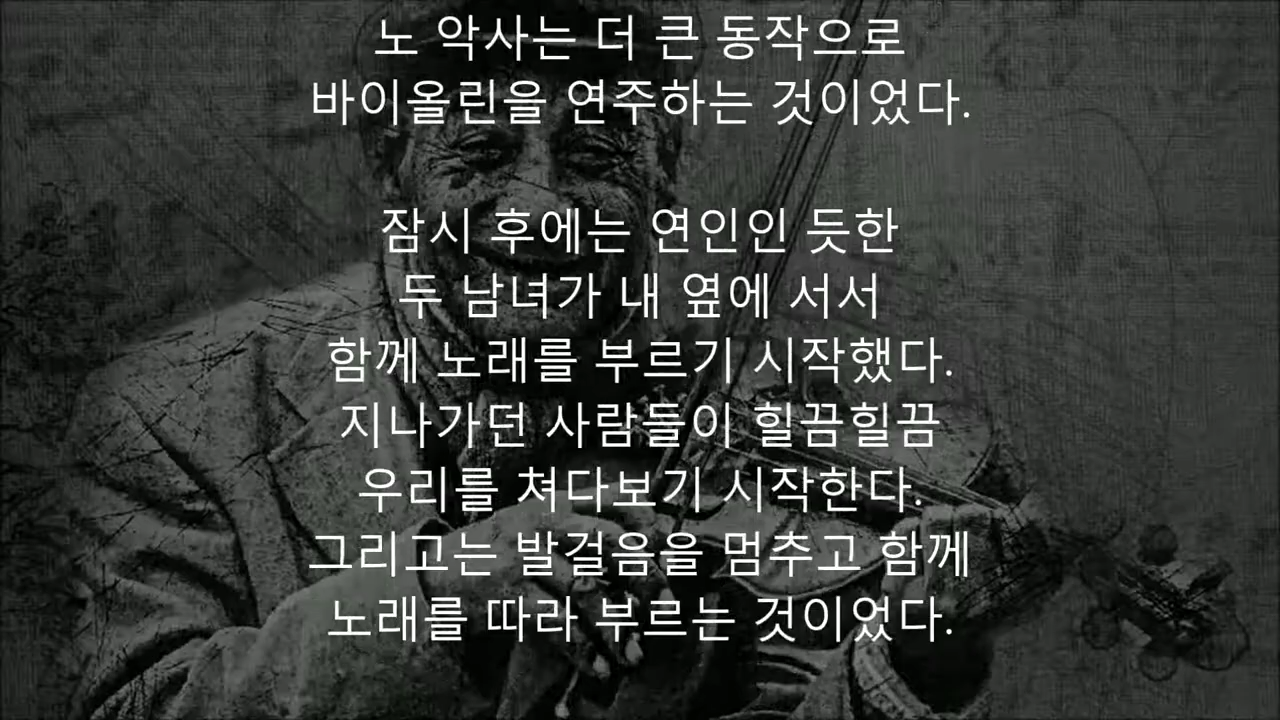 노 악사는 더 큰 동작으로
바이올린을 연주하는 것이었다.
잠시 후에는 연인인 듯한
두 남녀가 내 옆에 서서
함께 노래를 부르기 시작했다.
지나가던 사람들이 힐끔힐끔
우리를 쳐다보기 시작한다.
그리고는 발걸음을 멈추고 함께
노래를 따라 부르는 것이었다.